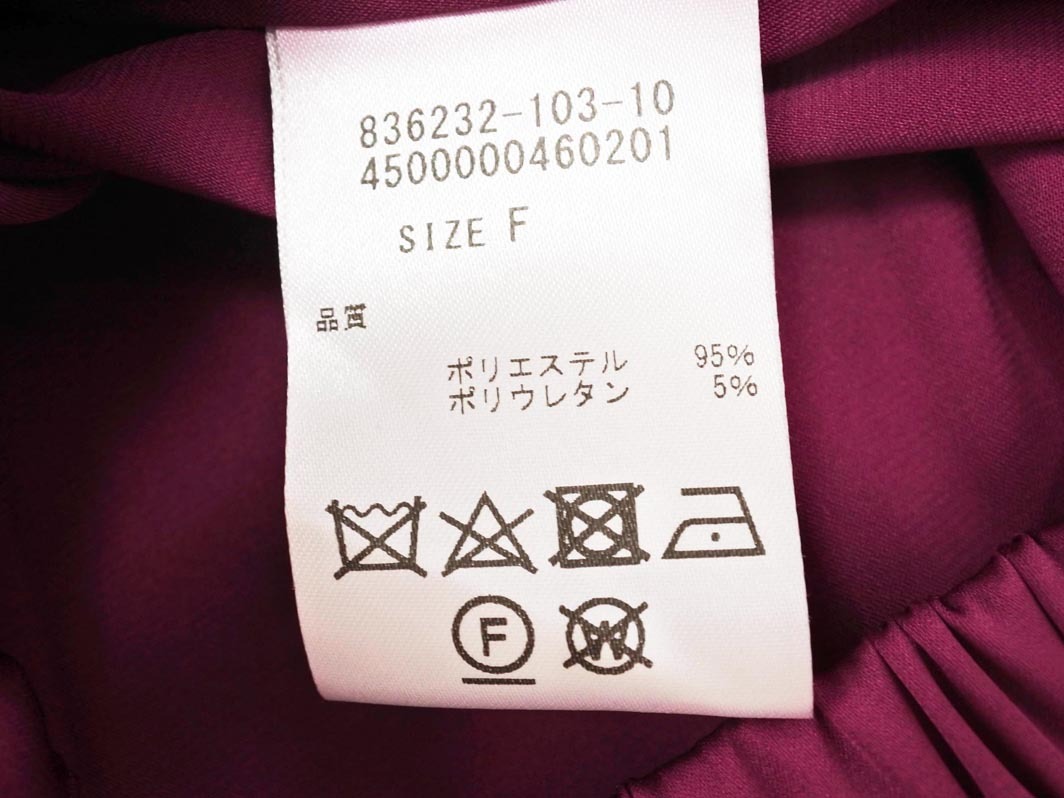 836232-103-10
4500000460201
SIZE F
品質
ポリエステル 95%
ポリウレタン 5%
F W